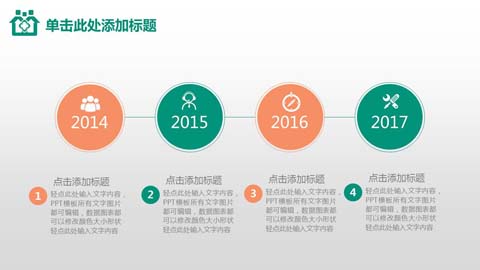 单击此处添加标题
2014
2015
2016
2017
1
点击添加标题
轻点此处输入文字内容，
PPT模板所有文字图片
都可编辑，数据图表都
可以修改颜色大小形状
轻点此处输入文字内容
2
点击添加标题
轻点此处输入文字内容，
PPT模板所有文字图片
都可编辑，数据图表都
可以修改颜色大小形状
轻点此处输入文字内容
3
点击添加标题
轻点此处输入文字内容，
PPT模板所有文字图片
都可编辑，数据图表都
可以修改颜色大小形状
轻点此处输入文字内容
4
点击添加标题
轻点此处输入文字内容，
PPT模板所有文字图片
都可编辑，数据图表都
可以修改颜色大小形状
轻点此处输入文字内容